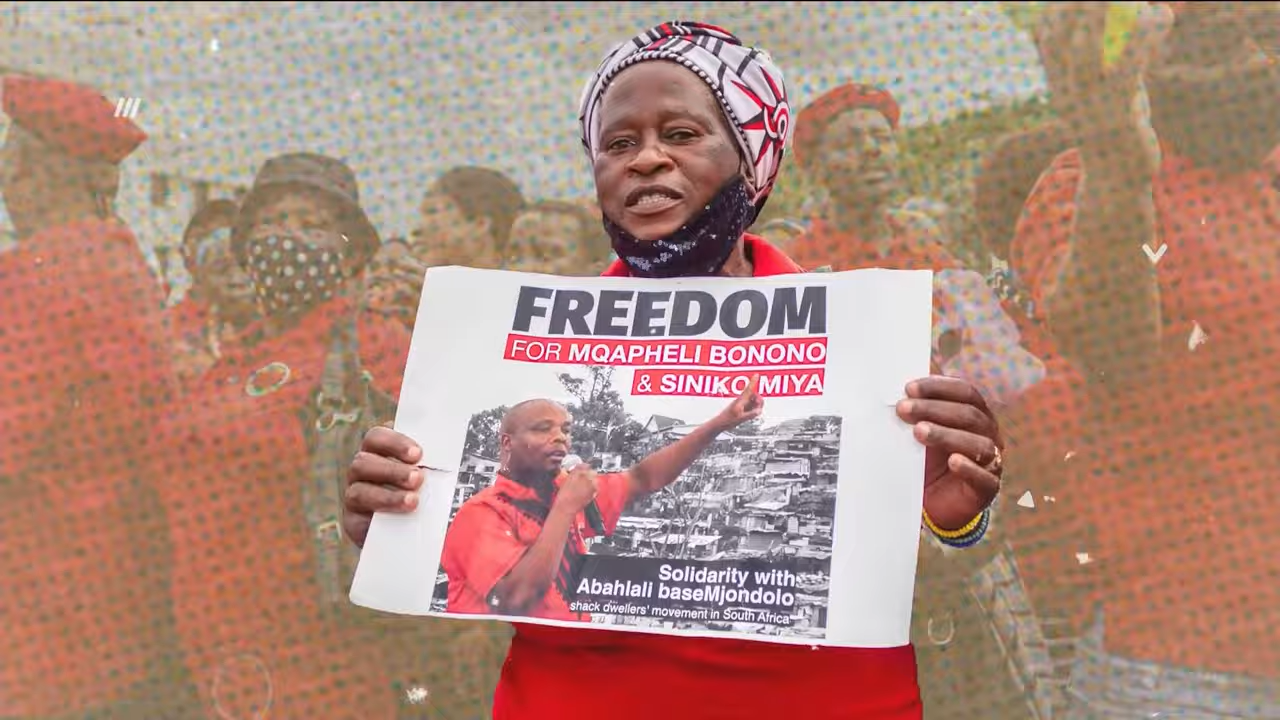 FREEDOM
FOR MQAPHELI BONONO
& SINIKO MIYA
Solidarity with
Abahlali baseMjondolo
shack dwellers' movement in South Africa